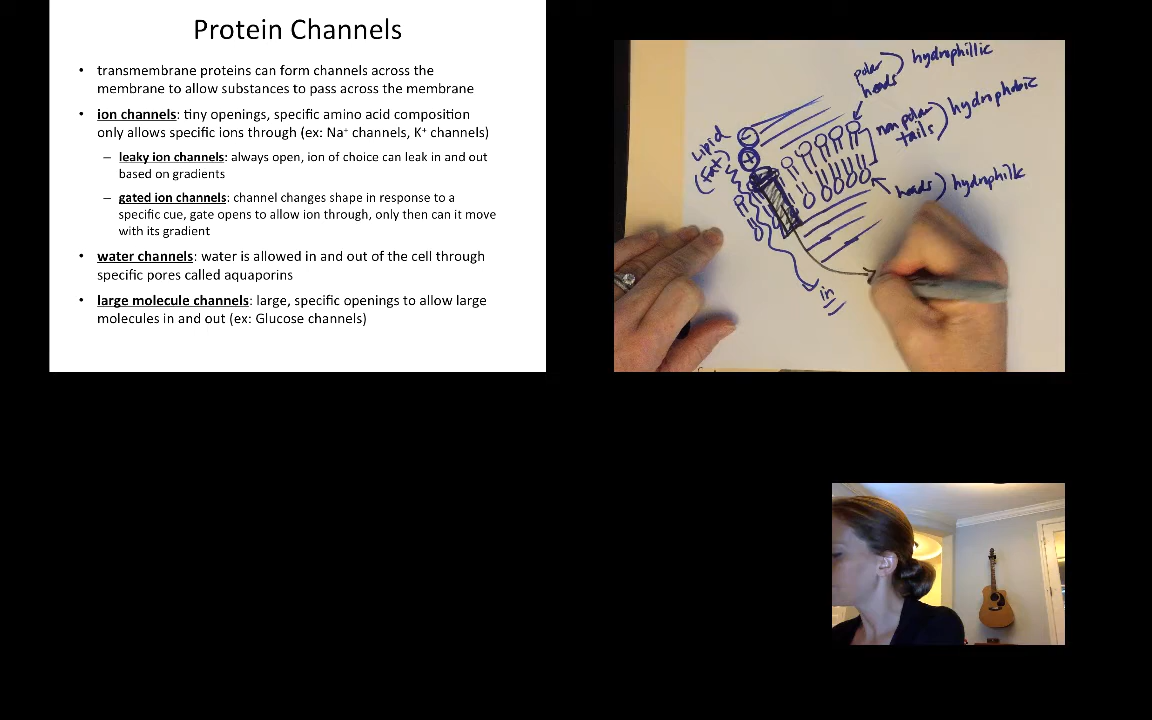 Protein Channels
• transmembrane proteins can form channels across the
membrane to allow substances to pass across the membrane
• ion channels: tiny openings, specific amino acid composition
only allows specific ions through (ex: Na⁺ channels, K⁺ channels)
– leaky ion channels: always open, ion of choice can leak in and out
based on gradients
– gated ion channels: channel changes shape in response to a
specific cue, gate opens to allow ion through, only then can it move
with its gradient
• water channels: water is allowed in and out of the cell through
specific pores called aquaporins
• large molecule channels: large, specific openings to allow large
molecules in and out (ex: Glucose channels)
polar
heads) hydrophillic
nonpolar
tails) hydrophobic
heads) hydrophilic
Lipid
(fat)
-
+
in